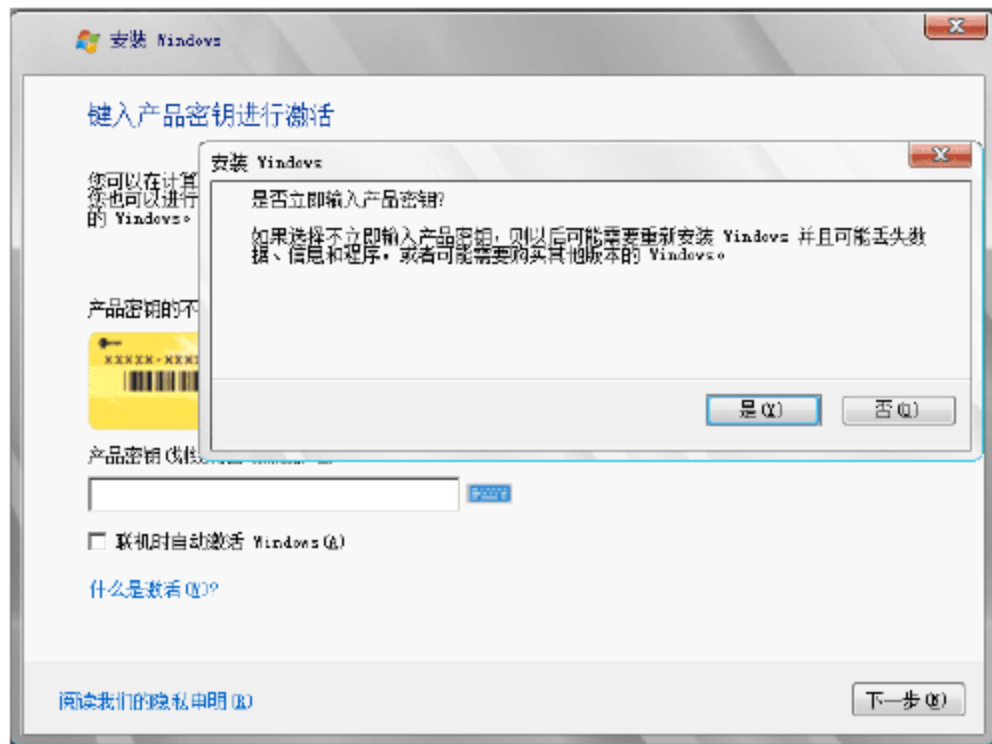 安装 Windows
键入产品密钥进行激活
您可以在计算
您也可以进行
的 Windows。
安装 Windows
是否立即输入产品密钥?
如果选择不立即输入产品密钥，则以后可能需要重新安装 Windows 并且可能丢失数
据、信息和程序，或者可能需要购买其他版本的 Windows。
是(Y)
否(N)
产品密钥的不
XXXXX-XXX
产品密钥
联机时自动激活 Windows(A)
什么是激活(W)?
阅读我们的隐私申明(R)
下一步(N)